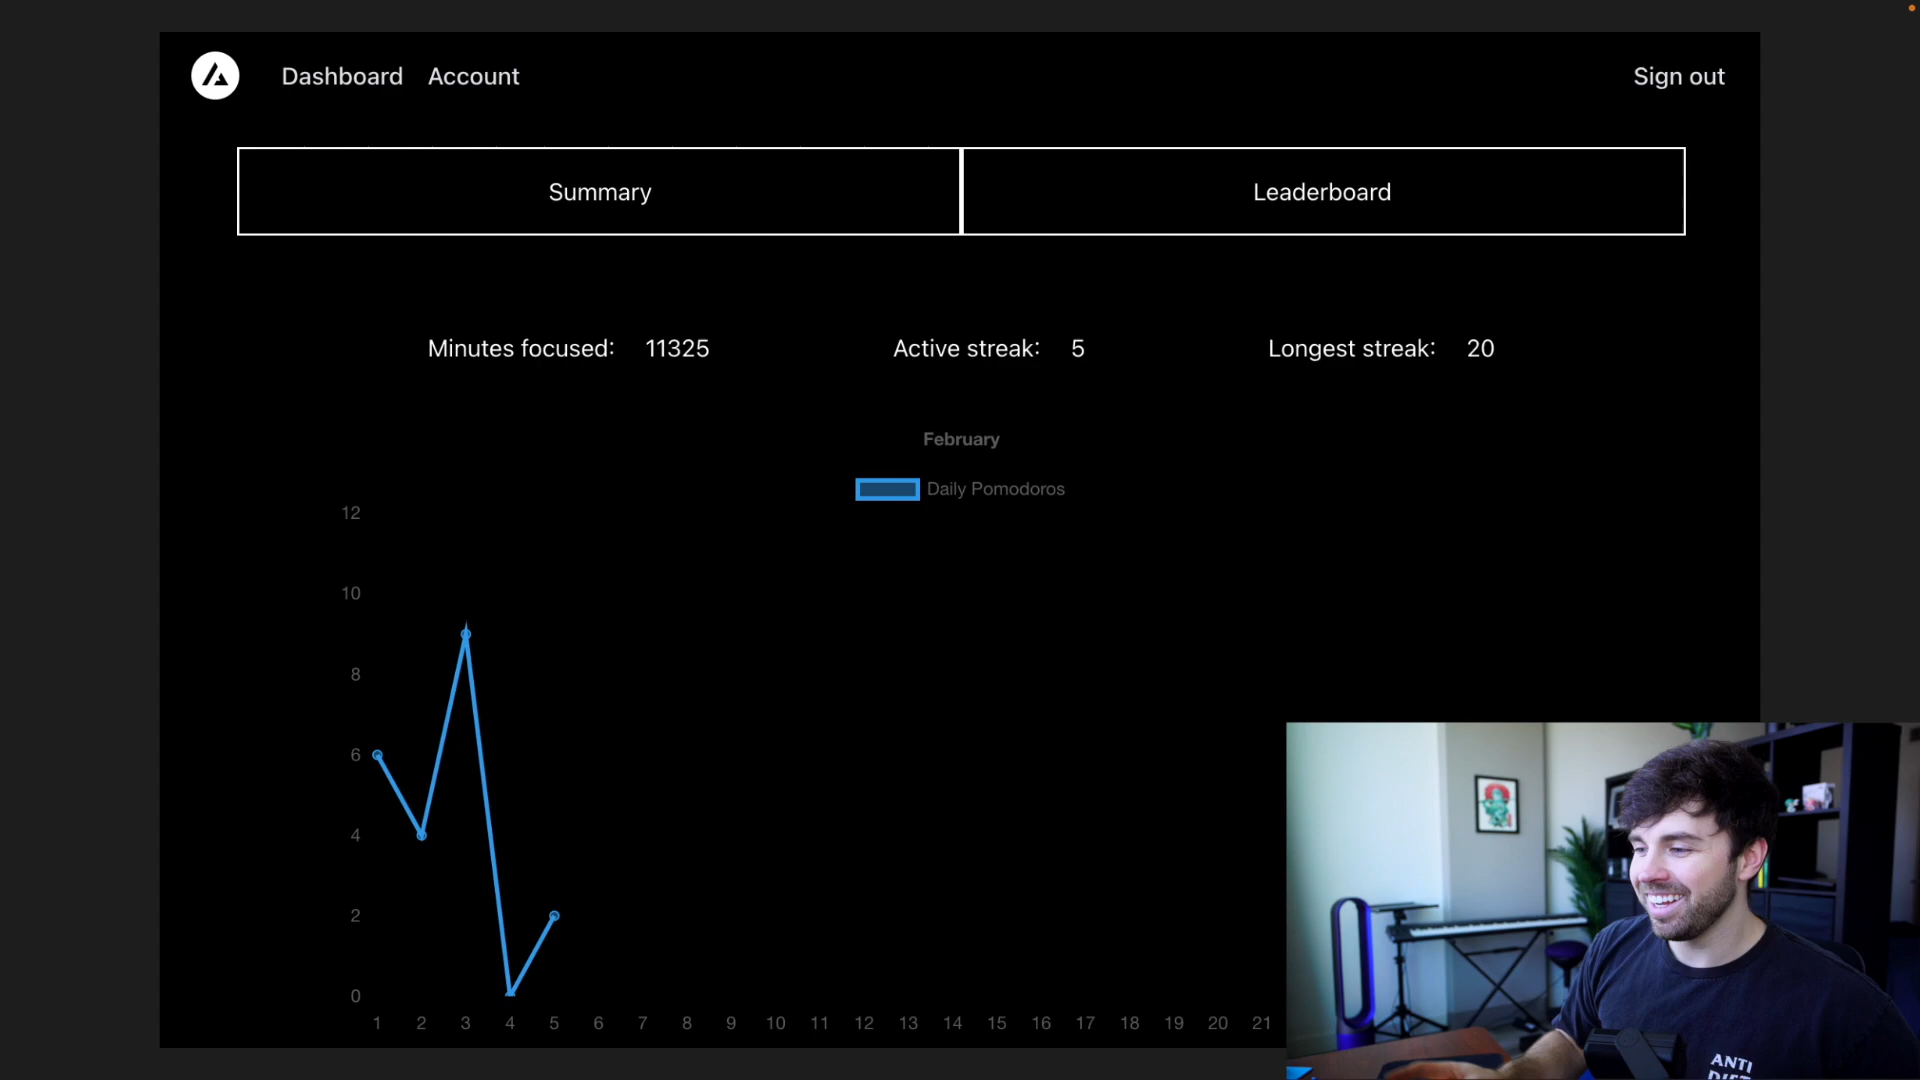 Dashboard Account Sign out
Summary Leaderboard
Minutes focused: 11325 Active streak: 5 Longest streak: 20
February
Daily Pomodoros
12
10
8
6
4
2
0
1 2 3 4 5 6 7 8 9 10 11 12 13 14 15 16 17 18 19 20 21
ANTI